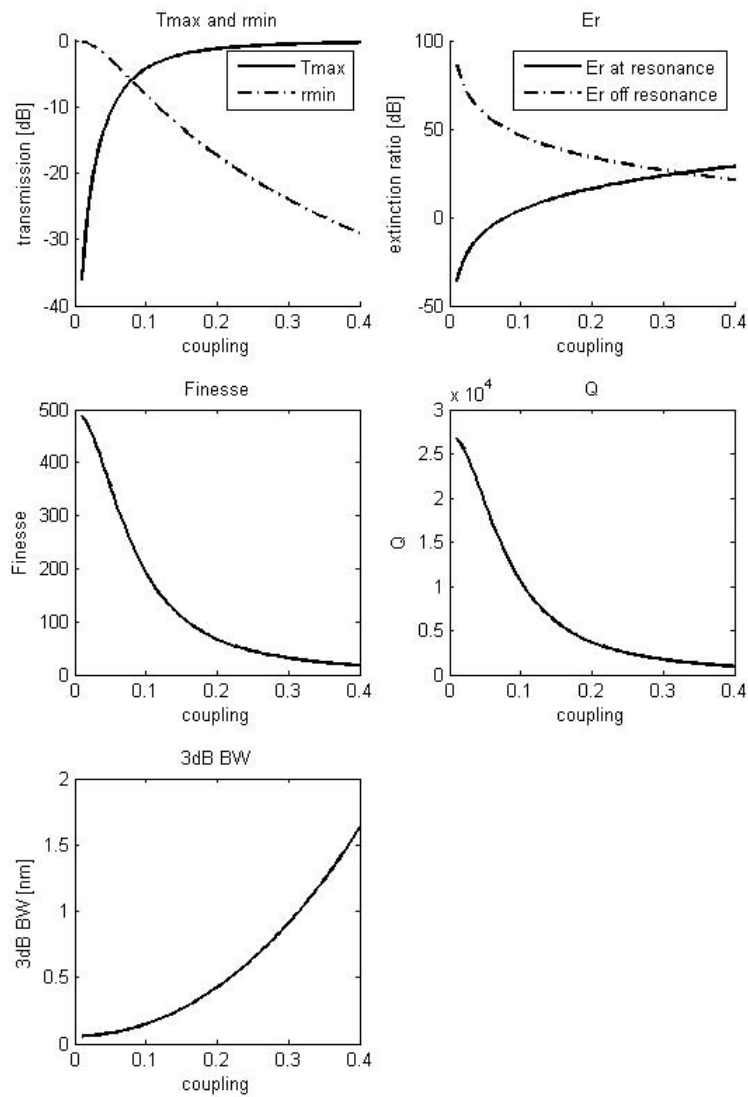 Tmax and rmin
0
-10
-20
-30
-40
transmission [dB]
Tmax
rmin
0 0.1 0.2 0.3 0.4
coupling
Er
100
50
0
-50
extinction ratio [dB]
Er at resonance
Er off resonance
0 0.1 0.2 0.3 0.4
coupling
Finesse
500
400
300
200
100
0
Finesse
0 0.1 0.2 0.3 0.4
coupling
x 10^4
Q
3
2.5
2
1.5
1
0.5
0
Q
0 0.1 0.2 0.3 0.4
coupling
3dB BW
2
1.5
1
0.5
0
3dB BW [nm]
0 0.1 0.2 0.3 0.4
coupling